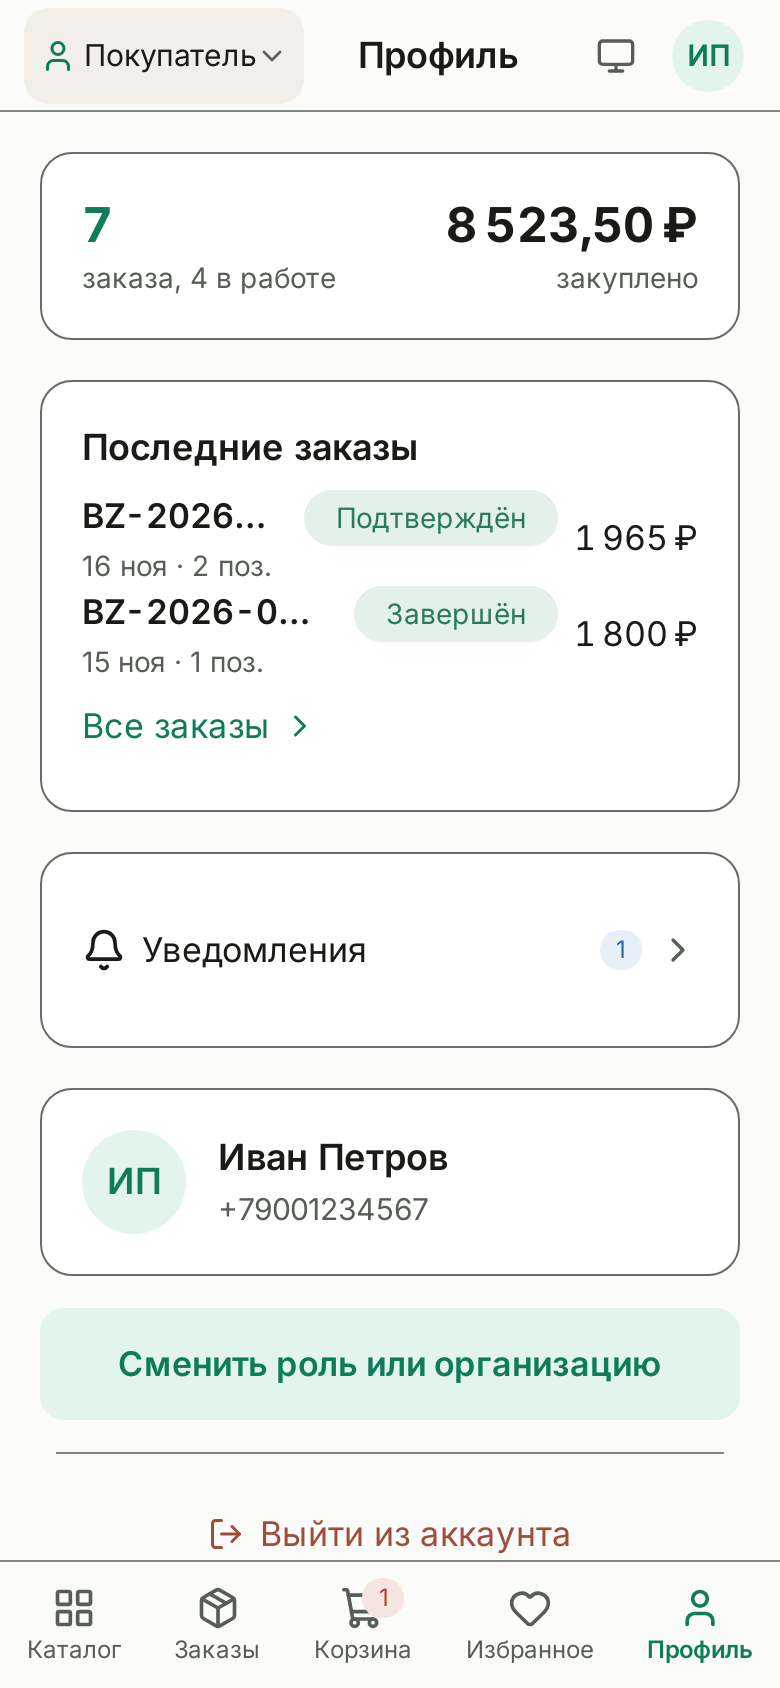 Покупатель Профиль ИП
7 8 523,50 ₽
заказа, 4 в работе закуплено
Последние заказы
BZ-2026... Подтверждён 1 965 ₽
16 ноя · 2 поз.
BZ-2026-0... Завершён 1 800 ₽
15 ноя · 1 поз.
Все заказы
Уведомления 1
ИП Иван Петров
+79001234567
Сменить роль или организацию
Выйти из аккаунта
1
Каталог Заказы Корзина Избранное Профиль